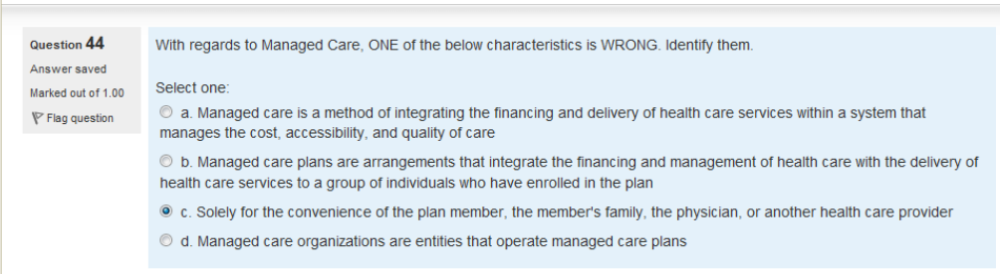 Question 44
Answer saved
Marked out of 1.00
Flag question
With regards to Managed Care, ONE of the below characteristics is WRONG. Identify them.
Select one:
a. Managed care is a method of integrating the financing and delivery of health care services within a system that
manages the cost, accessibility, and quality of care
b. Managed care plans are arrangements that integrate the financing and management of health care with the delivery of
health care services to a group of individuals who have enrolled in the plan
c. Solely for the convenience of the plan member, the member's family, the physician, or another health care provider
d. Managed care organizations are entities that operate managed care plans